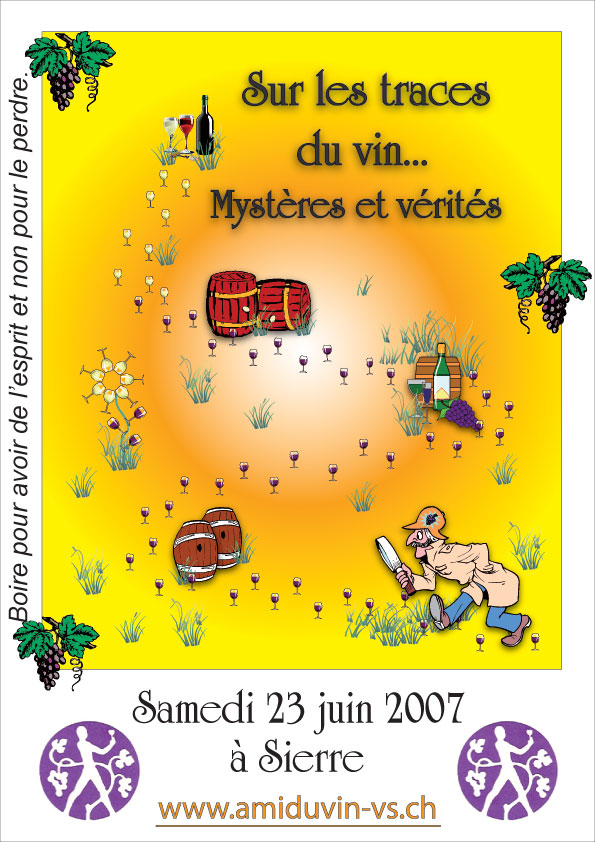 Sur les traces
du vin...
Mystères et vérités
Boire pour avoir de l'esprit et non pour le perdre.
Samedi 23 juin 2007
à Sierre
www.amiduvin-vs.ch